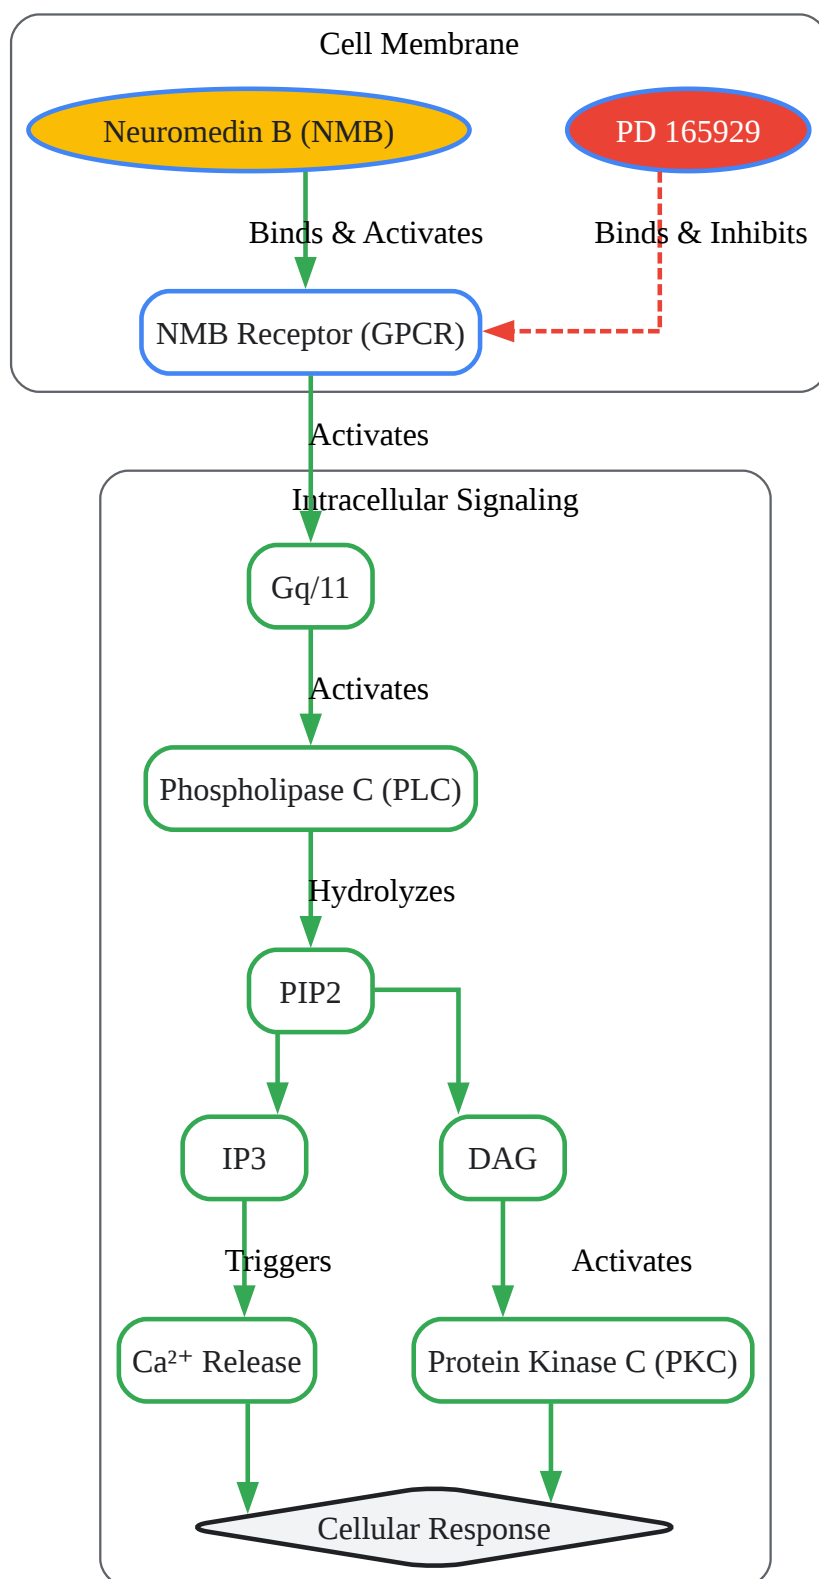 Cell Membrane
Neuromedin B (NMB)
PD 165929
Binds & Activates
Binds & Inhibits
NMB Receptor (GPCR)
Activates
Intracellular Signaling
Gq/11
Activates
Phospholipase C (PLC)
Hydrolyzes
PIP2
IP3
DAG
Triggers
Activates
Ca²⁺ Release
Protein Kinase C (PKC)
Cellular Response